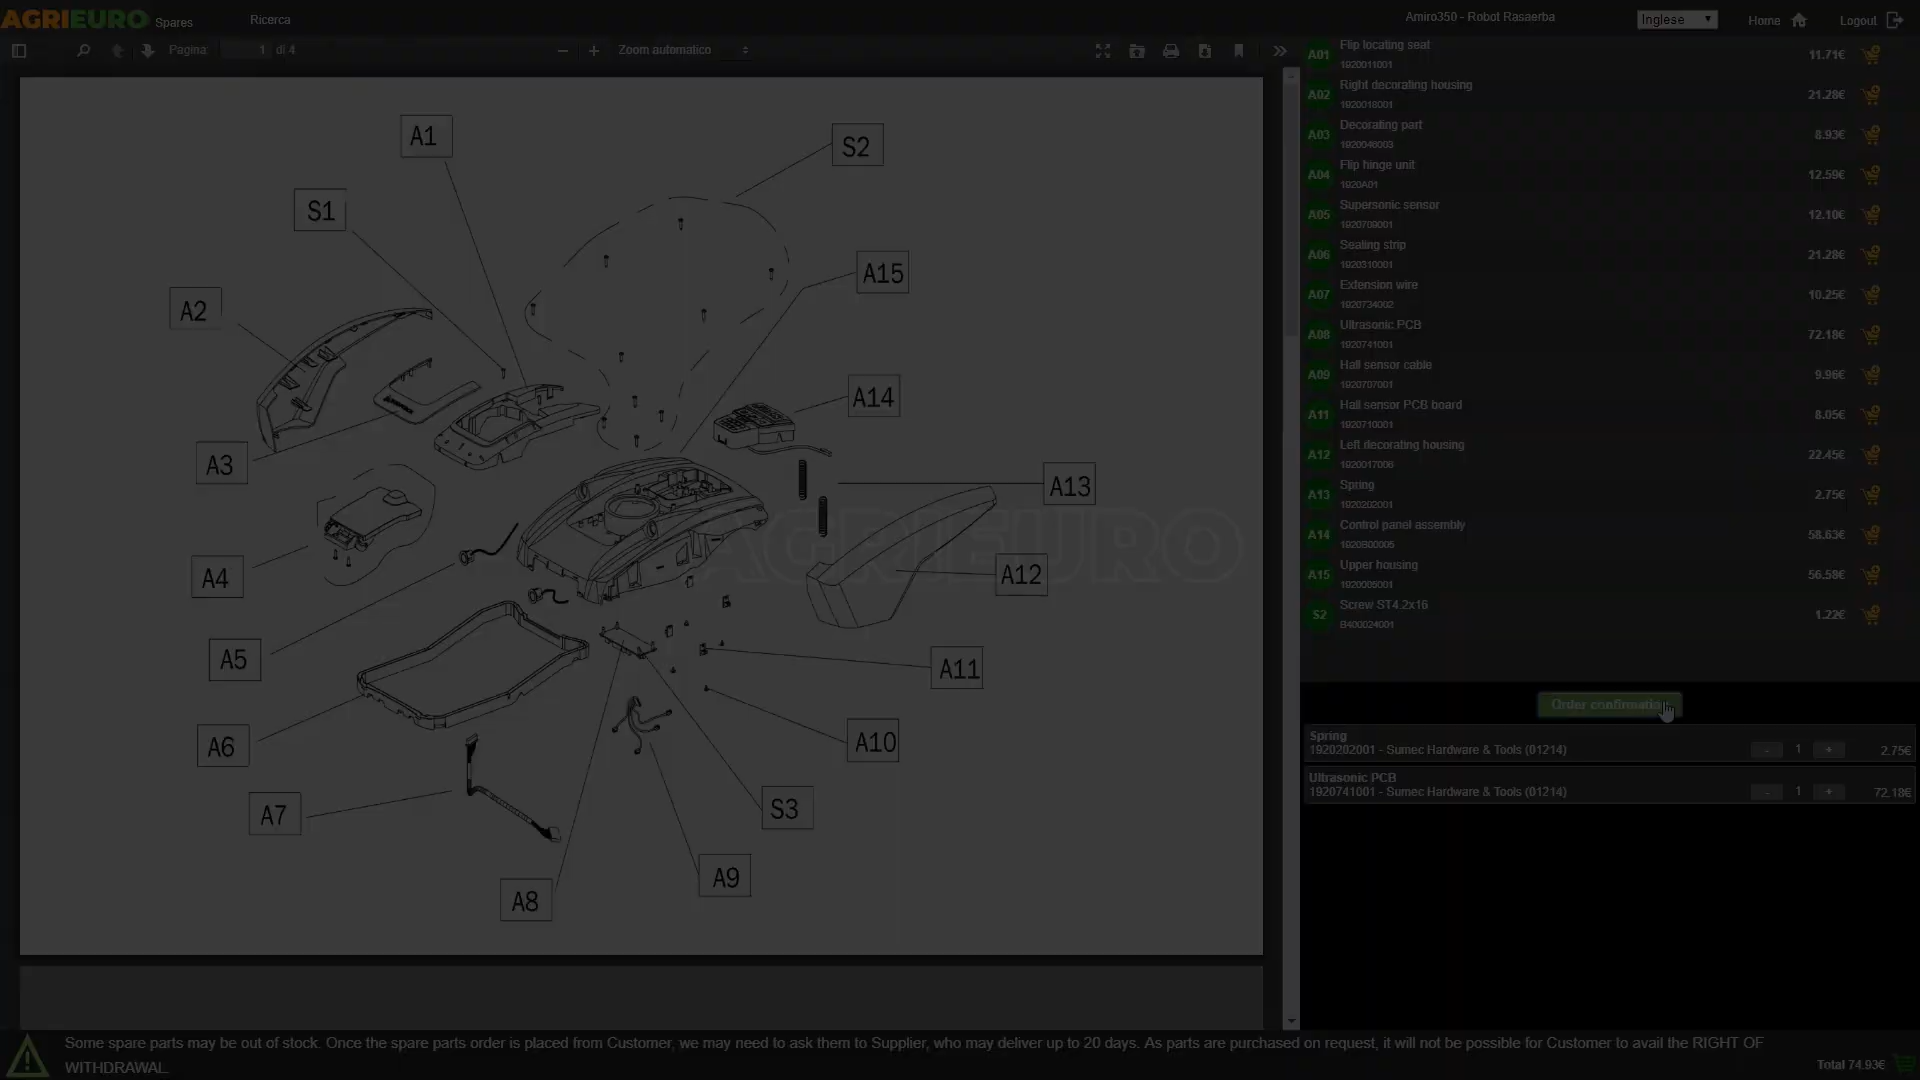 AGRIEURO Spares
Ricerca
Amiro350 - Robot Rasaerba
Inglese
Home
Logout
Pagina: 1 di 4
Zoom automatico
A1
S2
S1
A15
A2
A14
A3
A13
A4
A12
A5
A11
A6
A10
A7
S3
A9
A8
AGRIEURO
A01 Flip locating seat 11.71€
1920011001
A02 Right decorating housing 21.28€
1920018001
A03 Decorating part 8.93€
1920046003
A04 Flip hinge unit 12.59€
1920A01
A05 Supersonic sensor 12.10€
1920709001
A06 Sealing strip 21.28€
1920310001
A07 Extension wire 10.25€
1920734002
A08 Ultrasonic PCB 72.18€
1920741001
A09 Hall sensor cable 9.96€
1920707001
A11 Hall sensor PCB board 8.05€
1920710001
A12 Left decorating housing 22.45€
1920017006
A13 Spring 2.75€
1920202001
A14 Control panel assembly 58.63€
1920B00005
A15 Upper housing 56.58€
1920005001
S2 Screw ST4.2x16 1.22€
B400024001
Order confirmation
Spring
1920202001 - Sumec Hardware & Tools (01214) - 1 + 2.75€
Ultrasonic PCB
1920741001 - Sumec Hardware & Tools (01214) - 1 + 72.18€
Some spare parts may be out of stock. Once the spare parts order is placed from Customer, we may need to ask them to Supplier, who may deliver up to 20 days. As parts are purchased on request, it will not be possible for Customer to avail the RIGHT OF
WITHDRAWAL.
Total 74.93€